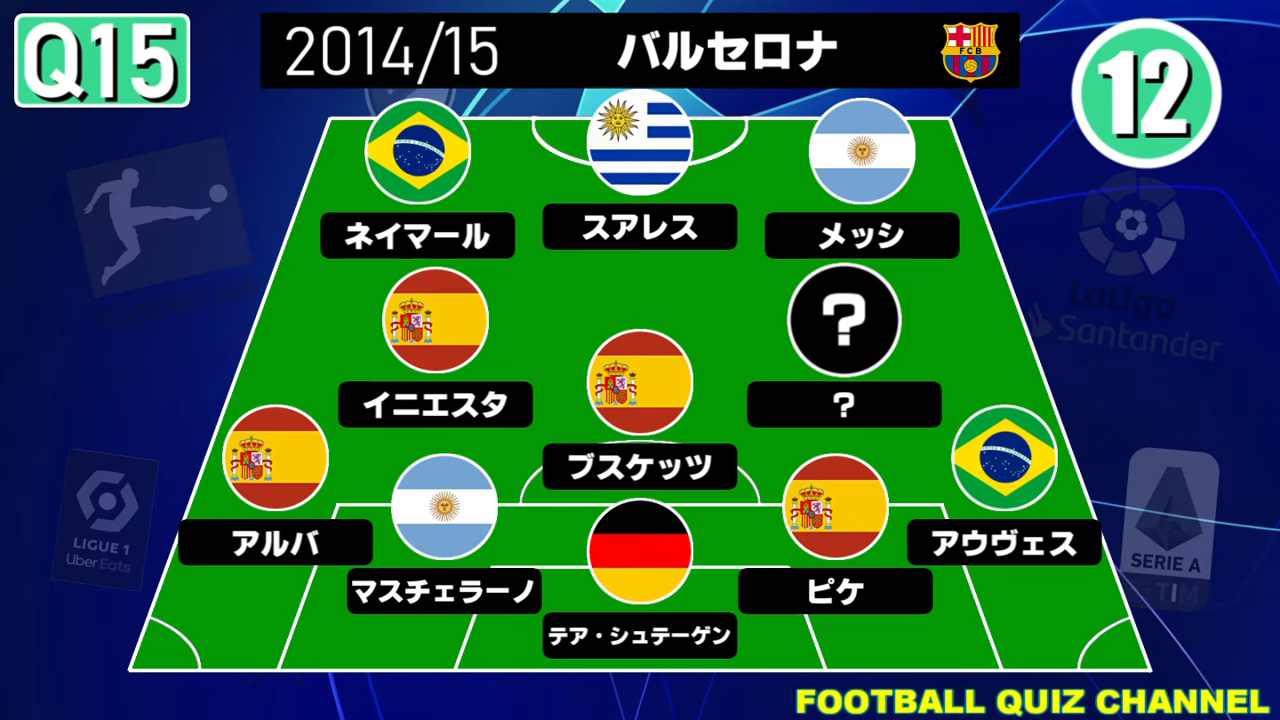 Q15
2014/15 バルセロナ
FCB
12
ネイマール
スアレス
メッシ
?
イニエスタ
?
ブスケッツ
アルバ
アウヴェス
マスチェラーノ
ピケ
テア・シュテーゲン
BUNDESLIGA
LaLiga
Santander
LIGUE 1
Uber Eats
SERIE A
TIM
FOOTBALL QUIZ CHANNEL